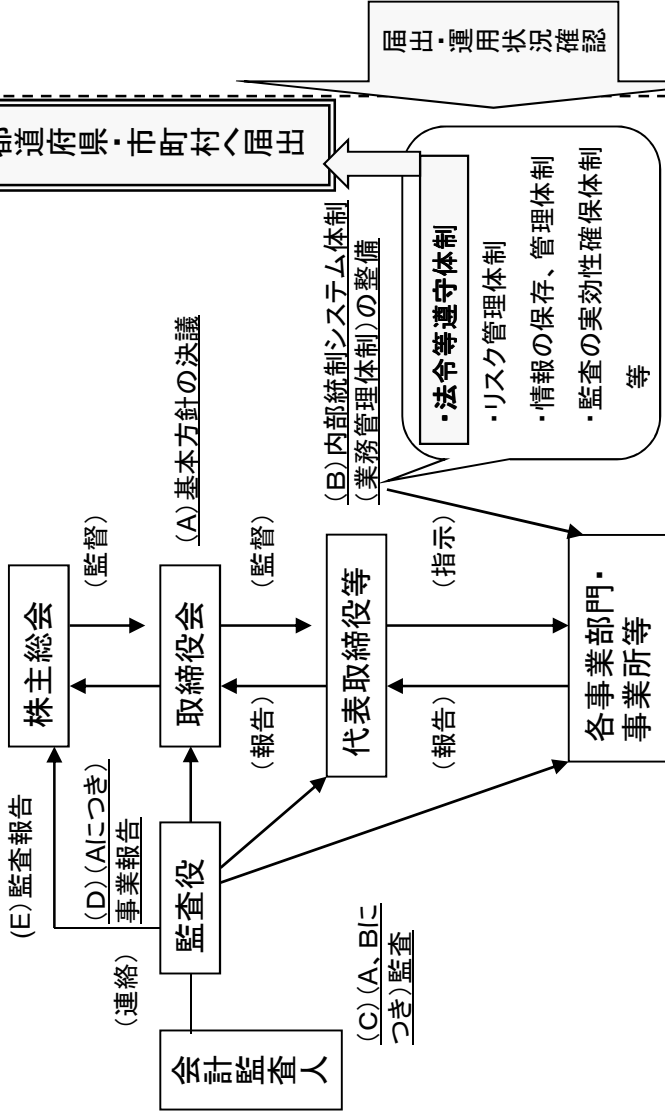 株主総会
(監督)
(E)監査報告
(D)(Aにつき)
事業報告
取締役会
(A)基本方針の決議
(連絡)
会計監査人
監査役
(報告)
(監督)
(C)(A、Bに
つき)監査
代表取締役等
(B)内部統制システム体制
(業務管理体制)の整備
(報告)
(指示)
各事業部門・
事業所等
・法令等遵守体制
・リスク管理体制
・情報の保存、管理体制
・監査の実効性確保体制
等
道府県・市町村へ届出
届出・運用状況確認